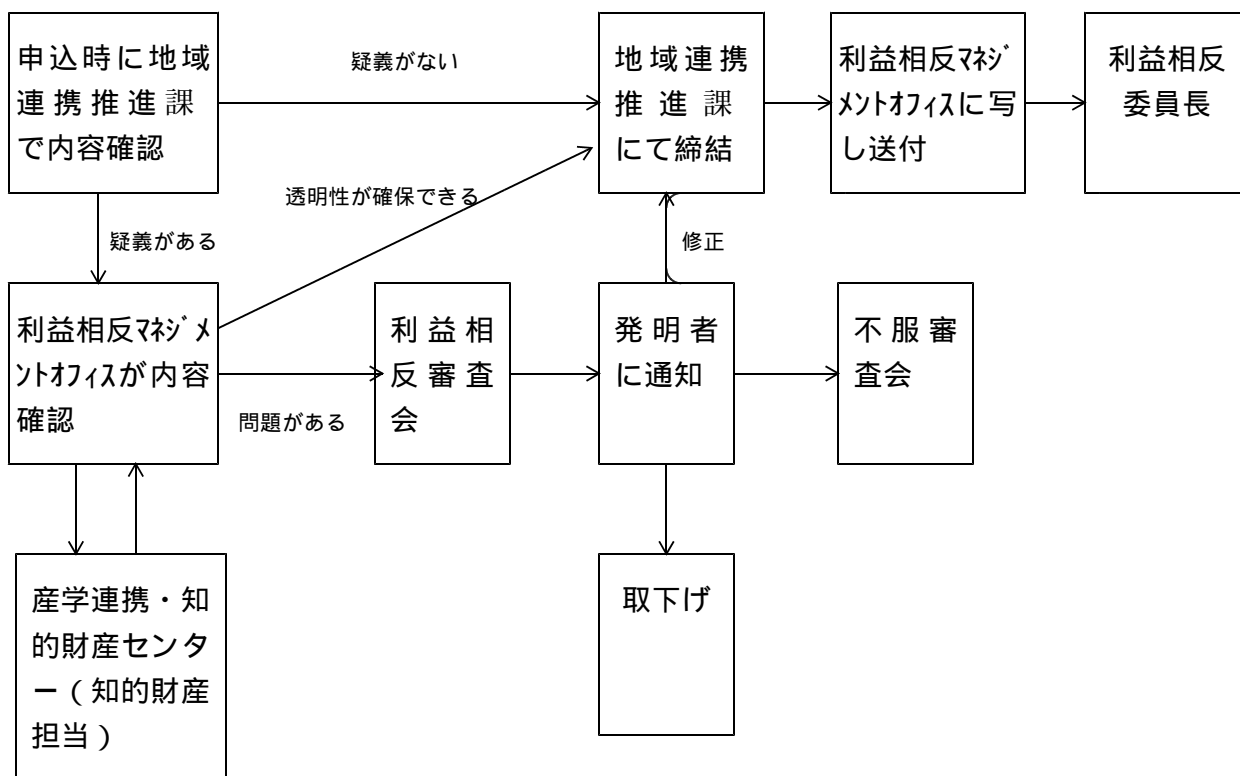 申込時に地域
連携推進課
で内容確認
疑義がない
地域連携
推進課
にて締結
利益相反ﾏﾈｼﾞ
ﾒﾝﾄｵﾌｨｽに写
し送付
利益相反
委員長
透明性が確保できる
疑義がある
修正
利益相反ﾏﾈｼﾞﾒ
ﾝﾄｵﾌｨｽが内容
確認
問題がある
利益相
反審査
会
発明者
に通知
不服審
査会
産学連携・知
的財産センタ
ー（知的財産
担当）
取下げ